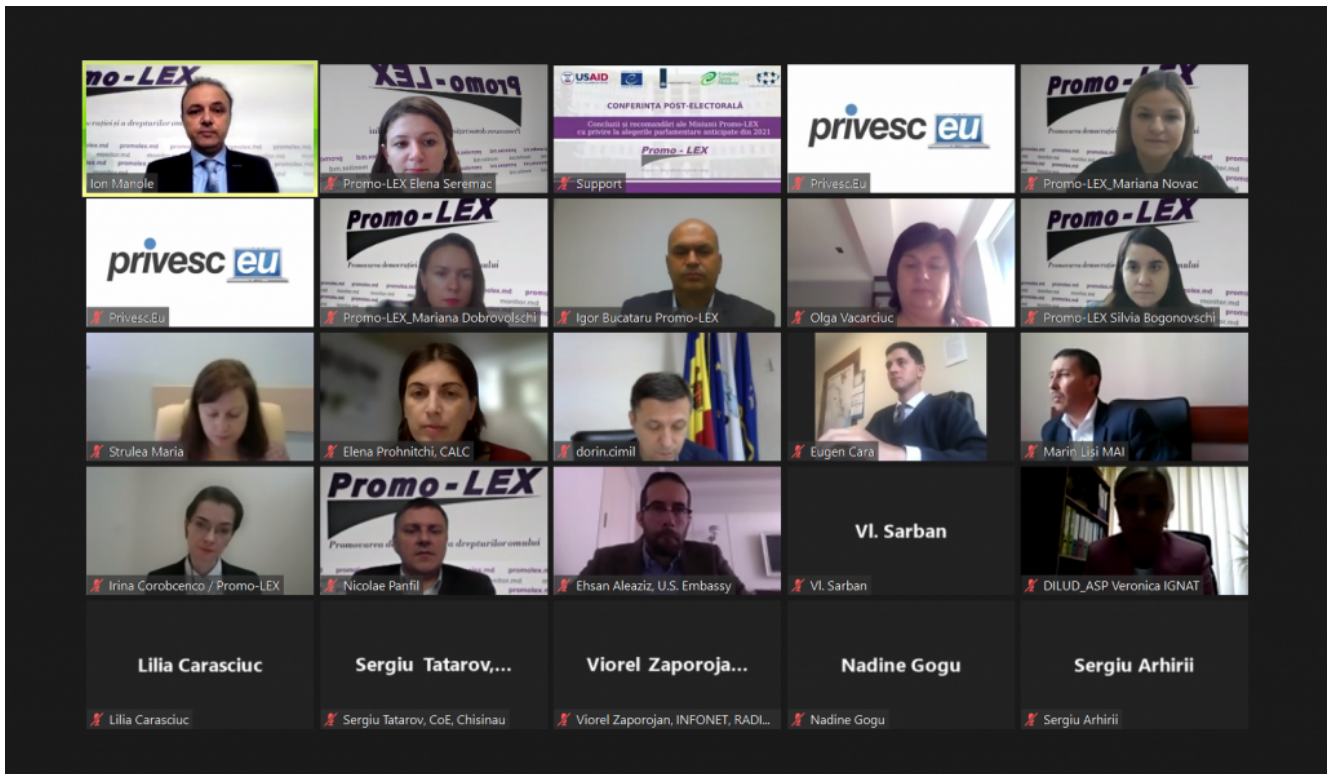 no - LEX
Ion Manole
Promo - LEX
Promo-LEX Elena Seremac
USAID
CONFERINȚA POST-ELECTORALĂ
Concluzii și recomandări ale Misiunii Promo-LEX
cu privire la alegerile parlamentare anticipate din 2021
Promo - LEX
Support
privesc eu
Privesc.Eu
Promo - LEX
Promo-LEX_Mariana Novac
privesc eu
Privesc.Eu
Promo - LEX
Promo-LEX_Mariana Dobrovolschi
Igor Bucataru Promo-LEX
Olga Vacarciuc
Promo - LEX
Promo-LEX Silvia Bogonovschi
Strulea Maria
Elena Prohnitchi, CALC
dorin.cimil
Eugen Cara
Marin Lisi MAI
Irina Corobcenco / Promo-LEX
Promo - LEX
Nicolae Panfil
Ehsan Aleaziz, U.S. Embassy
Vl. Sarban
Vl. Sarban
DILUD_ASP Veronica IGNAT
Lilia Carasciuc
Lilia Carasciuc
Sergiu Tatarov,...
Sergiu Tatarov, CoE, Chisinau
Viorel Zaporoja...
Viorel Zaporojan, INFONET, RADI...
Nadine Gogu
Nadine Gogu
Sergiu Arhirii
Sergiu Arhirii